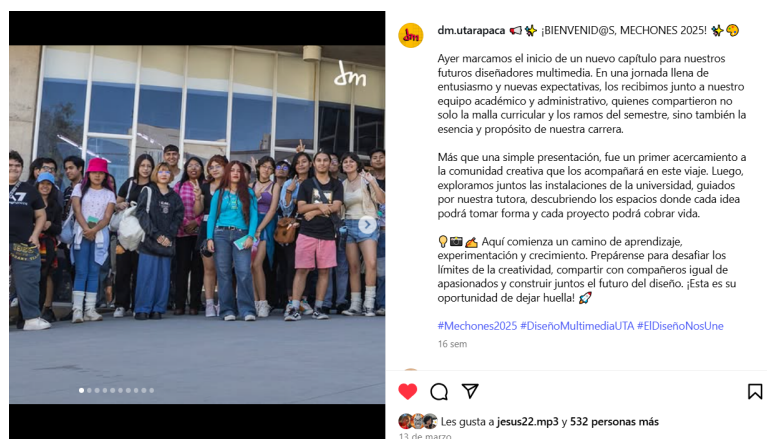 dm
dm
dm.utarapaca 📢✨ ¡BIENVENID@S, MECHONES 2025! ✨🎨
Ayer marcamos el inicio de un nuevo capítulo para nuestros
futuros diseñadores multimedia. En una jornada llena de
entusiasmo y nuevas expectativas, los recibimos junto a nuestro
equipo académico y administrativo, quienes compartieron no
solo la malla curricular y los ramos del semestre, sino también la
esencia y propósito de nuestra carrera.
Más que una simple presentación, fue un primer acercamiento a
la comunidad creativa que los acompañará en este viaje. Luego,
exploramos juntos las instalaciones de la universidad, guiados
por nuestra tutora, descubriendo los espacios donde cada idea
podrá tomar forma y cada proyecto podrá cobrar vida.
💡📸✍️ Aquí comienza un camino de aprendizaje,
experimentación y crecimiento. Prepárense para desafiar los
límites de la creatividad, compartir con compañeros igual de
apasionados y construir juntos el futuro del diseño. ¡Esta es su
oportunidad de dejar huella! 🚀
#Mechones2025 #DiseñoMultimediaUTA #ElDiseñoNosUne
16 sem
Les gusta a jesus22.mp3 y 532 personas más
13 de marzo